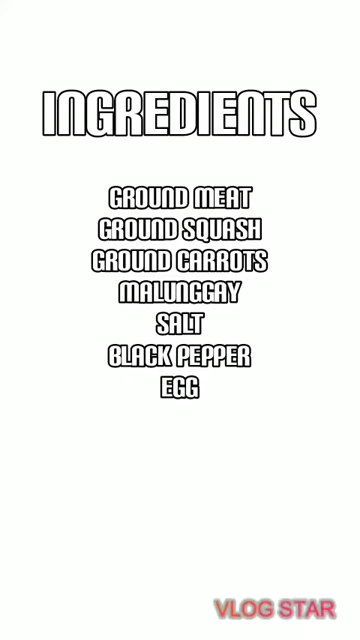 INGREDIENTS
GROUND MEAT
GROUND SQUASH
GROUND CARROTS
MALUNGGAY
SALT
BLACK PEPPER
EGG
VLOG STAR